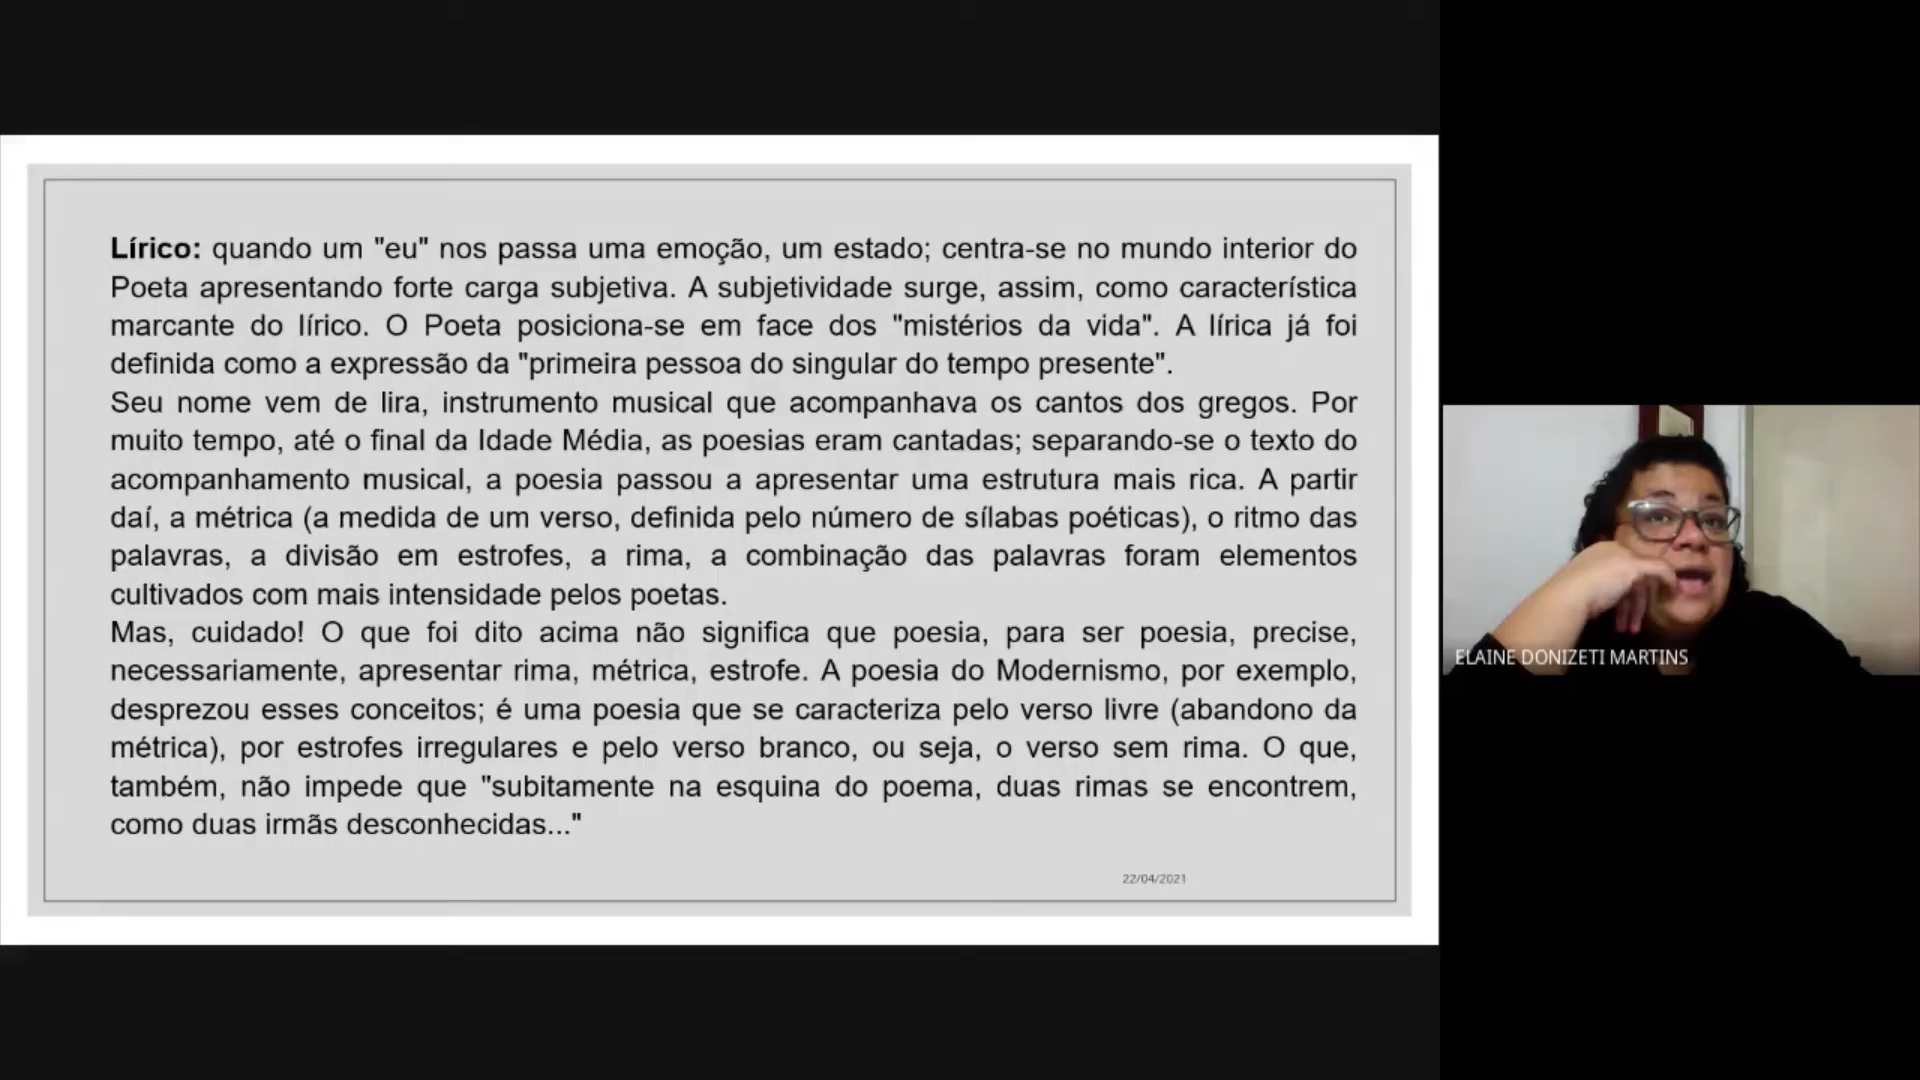 Lírico: quando um "eu" nos passa uma emoção, um estado; centra-se no mundo interior do
Poeta apresentando forte carga subjetiva. A subjetividade surge, assim, como característica
marcante do lírico. O Poeta posiciona-se em face dos "mistérios da vida". A lírica já foi
definida como a expressão da "primeira pessoa do singular do tempo presente".
Seu nome vem de lira, instrumento musical que acompanhava os cantos dos gregos. Por
muito tempo, até o final da Idade Média, as poesias eram cantadas; separando-se o texto do
acompanhamento musical, a poesia passou a apresentar uma estrutura mais rica. A partir
daí, a métrica (a medida de um verso, definida pelo número de sílabas poéticas), o ritmo das
palavras, a divisão em estrofes, a rima, a combinação das palavras foram elementos
cultivados com mais intensidade pelos poetas.
Mas, cuidado! O que foi dito acima não significa que poesia, para ser poesia, precise,
necessariamente, apresentar rima, métrica, estrofe. A poesia do Modernismo, por exemplo,
desprezou esses conceitos; é uma poesia que se caracteriza pelo verso livre (abandono da
métrica), por estrofes irregulares e pelo verso branco, ou seja, o verso sem rima. O que,
também, não impede que "subitamente na esquina do poema, duas rimas se encontrem,
como duas irmãs desconhecidas..."
22/04/2021
ELAINE DONIZETI MARTINS